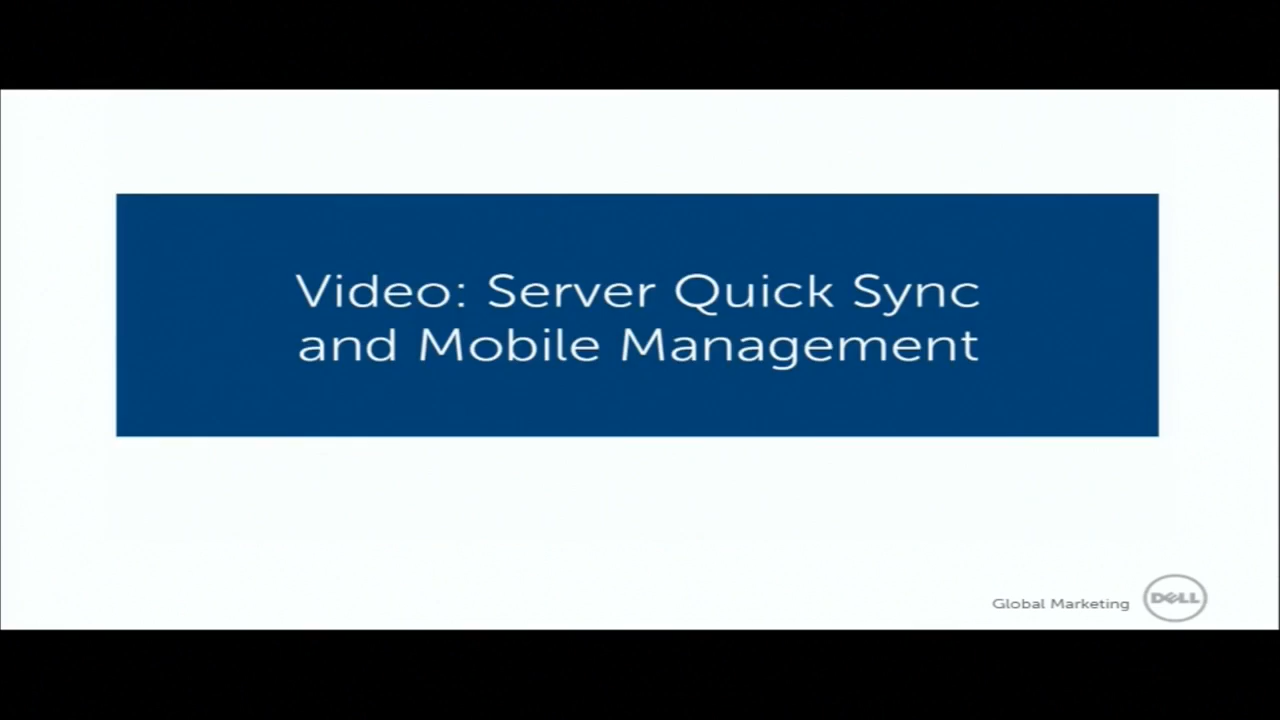 Video: Server Quick Sync
and Mobile Management
Global Marketing
DELL